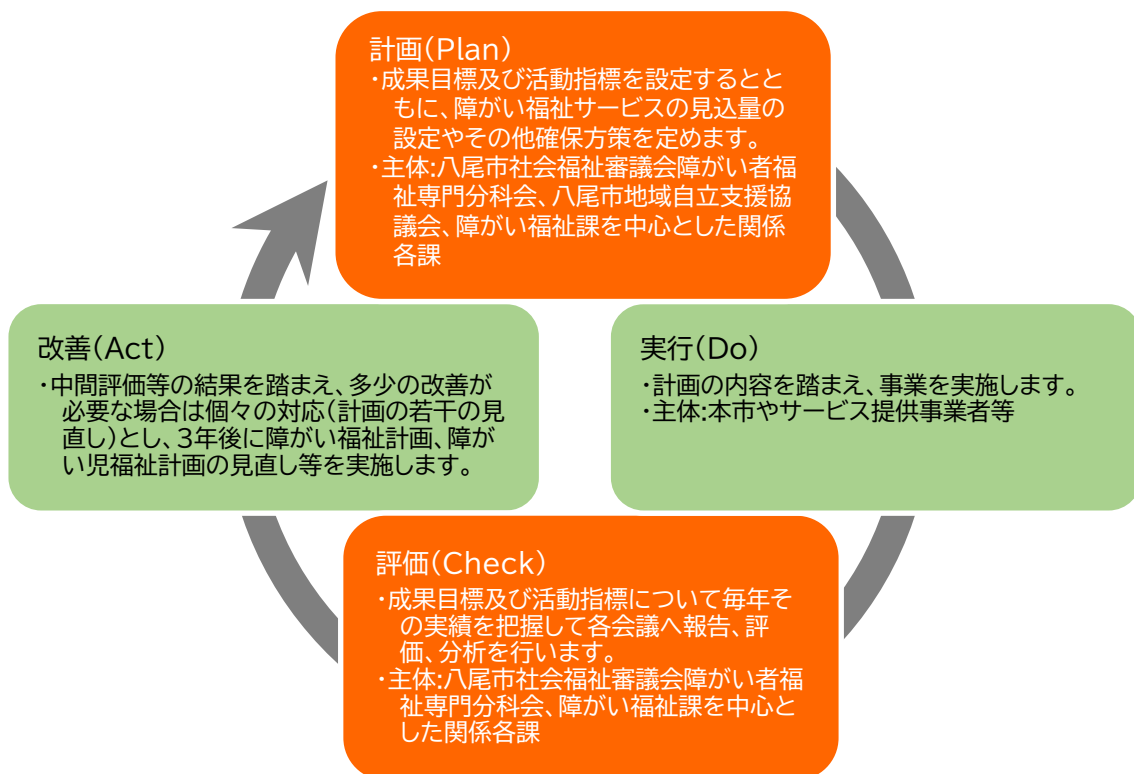 計画(Plan)
・成果目標及び活動指標を設定するとと
もに、障がい福祉サービスの見込量の
設定やその他確保方策を定めます。
・主体:八尾市社会福祉審議会障がい者福
祉専門分科会、八尾市地域自立支援協
議会、障がい福祉課を中心とした関係
各課
実行(Do)
・計画の内容を踏まえ、事業を実施します。
・主体:本市やサービス提供事業者等
評価(Check)
・成果目標及び活動指標について毎年そ
の実績を把握して各会議へ報告、評
価、分析を行います。
・主体:八尾市社会福祉審議会障がい者福
祉専門分科会、障がい福祉課を中心と
した関係各課
改善(Act)
・中間評価等の結果を踏まえ、多少の改善が
必要な場合は個々の対応(計画の若干の見
直し)とし、3年後に障がい福祉計画、障が
い児福祉計画の見直し等を実施します。